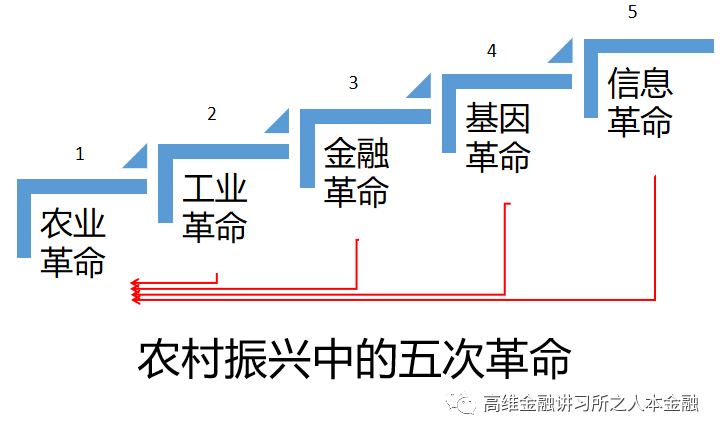 1
农业
革命
2
工业
革命
3
金融
革命
4
基因
革命
5
信息
革命
农村振兴中的五次革命
高维金融讲习所之人本金融